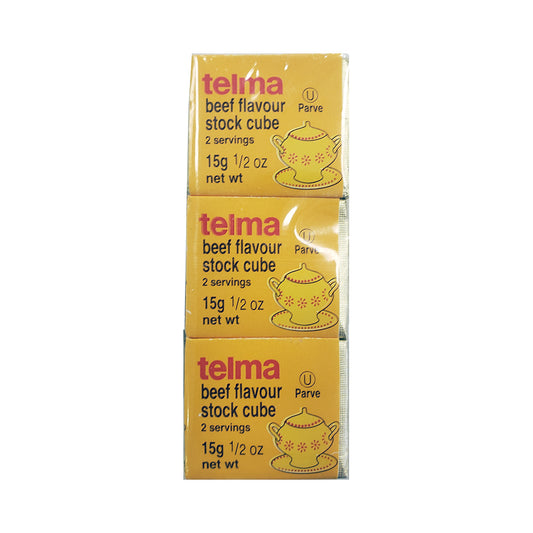 telma
beef flavour
stock cube
2 servings
15g 1/2 oz
net wt
U
Parve
telma
beef flavour
stock cube
2 servings
15g 1/2 oz
net wt
U
Parve
telma
beef flavour
stock cube
2 servings
15g 1/2 oz
net wt
U
Parve